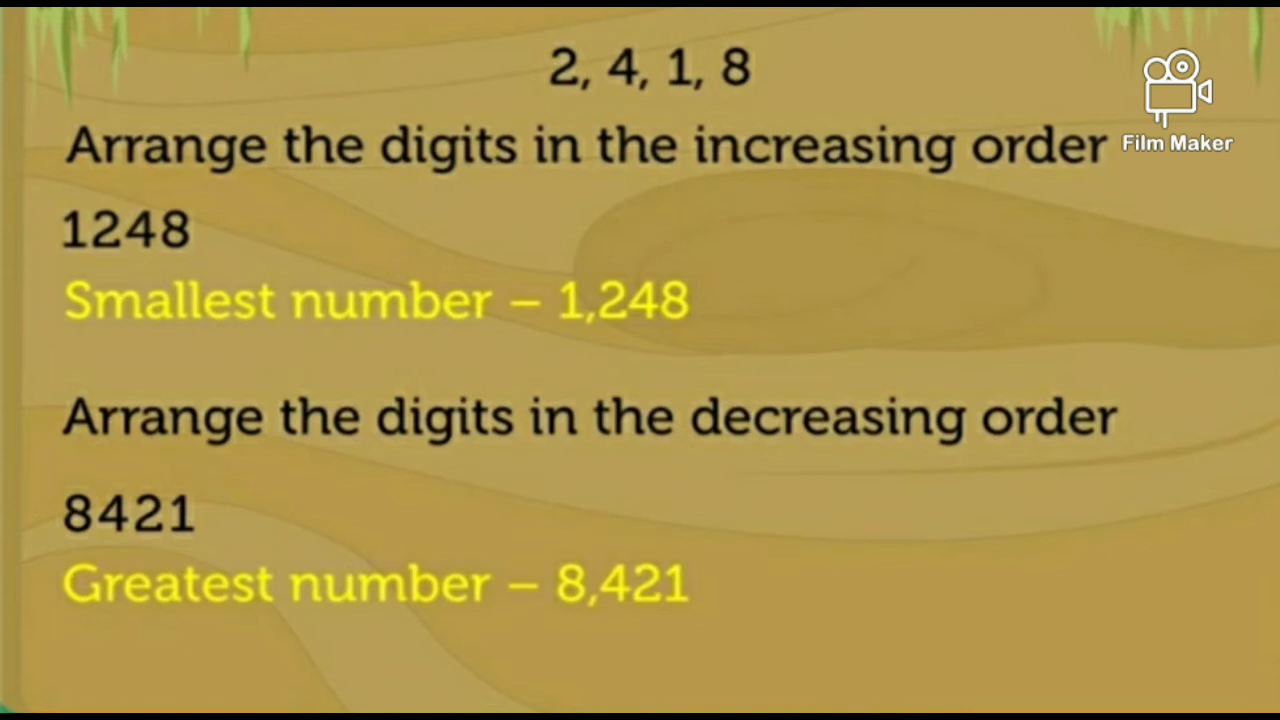 2, 4, 1, 8
Arrange the digits in the increasing order
Film Maker
1248
Smallest number – 1,248
Arrange the digits in the decreasing order
8421
Greatest number – 8,421